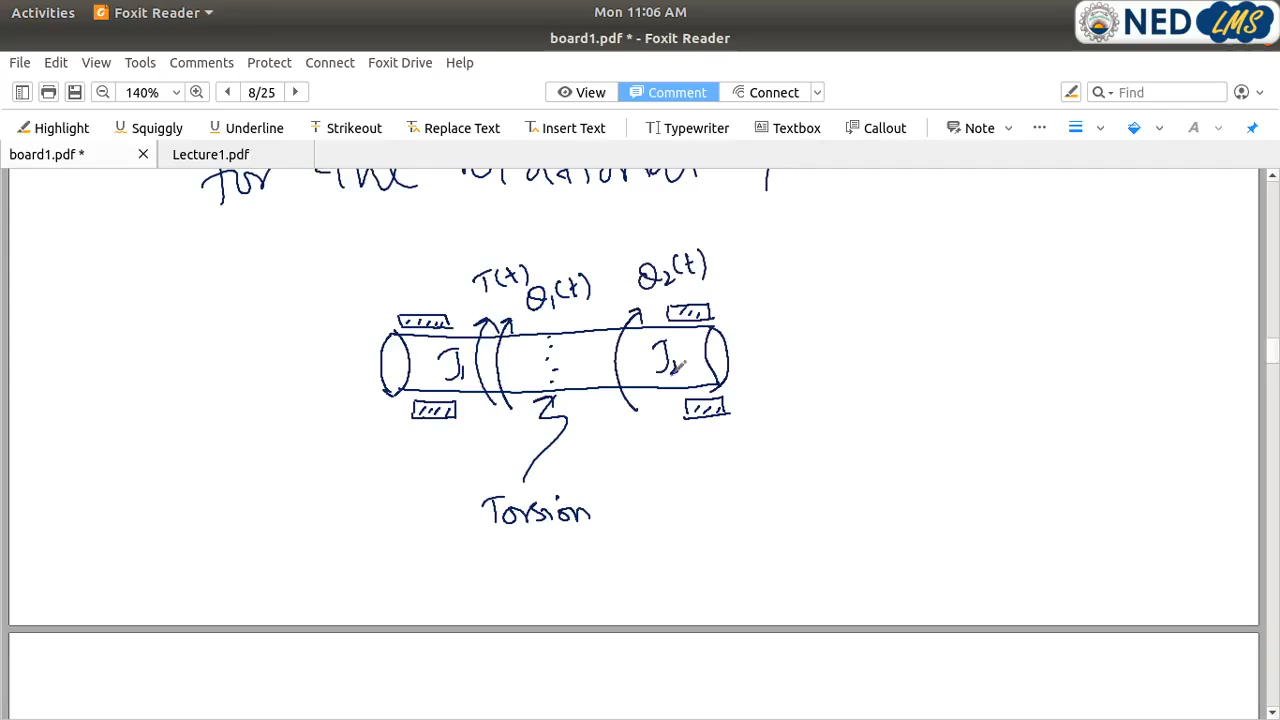 Activities Foxit Reader Mon 11:06 AM
NED LMS
board1.pdf * - Foxit Reader
File Edit View Tools Comments Protect Connect Foxit Drive Help
140% 8/25 View Comment Connect Find
Highlight Squiggly Underline Strikeout Replace Text Insert Text Typewriter Textbox Callout Note ...
board1.pdf * Lecture1.pdf
for the
T(t) θ1(t) θ2(t)
J1 J2
Torsion